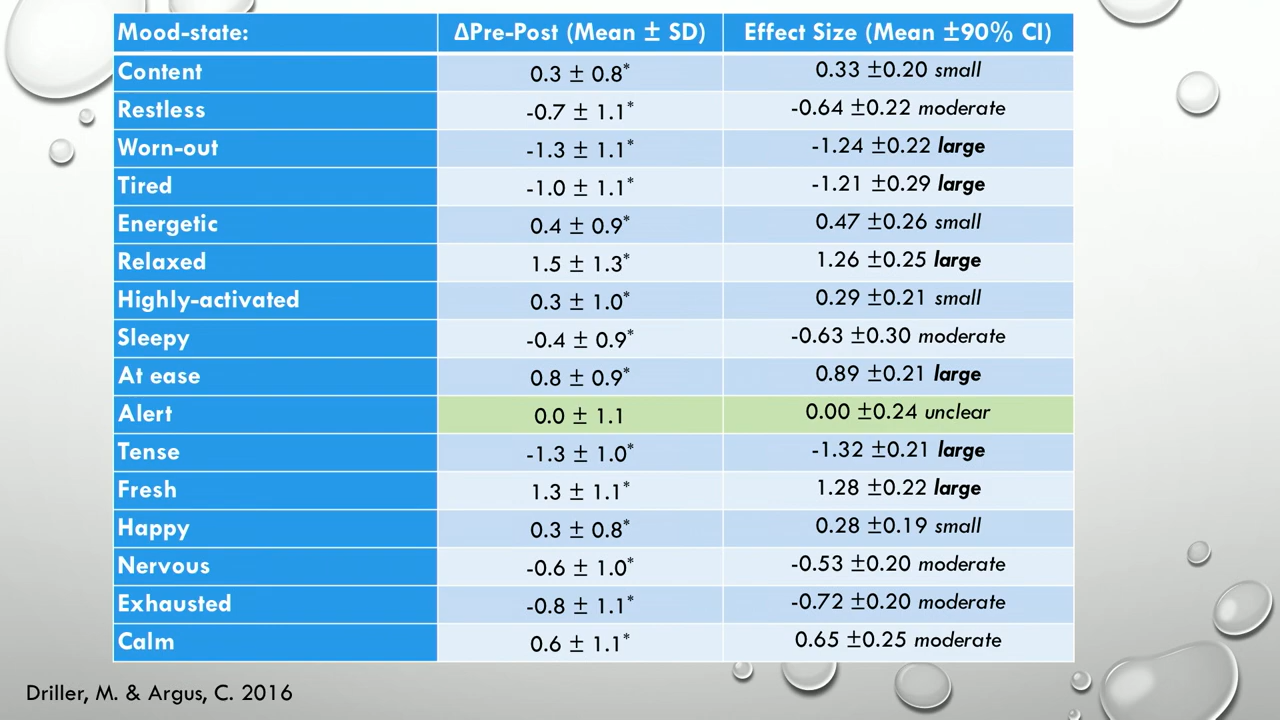 Mood-state: ΔPre-Post (Mean ± SD) Effect Size (Mean ±90% CI)
Content 0.3 ± 0.8* 0.33 ±0.20 small
Restless -0.7 ± 1.1* -0.64 ±0.22 moderate
Worn-out -1.3 ± 1.1* -1.24 ±0.22 large
Tired -1.0 ± 1.1* -1.21 ±0.29 large
Energetic 0.4 ± 0.9* 0.47 ±0.26 small
Relaxed 1.5 ± 1.3* 1.26 ±0.25 large
Highly-activated 0.3 ± 1.0* 0.29 ±0.21 small
Sleepy -0.4 ± 0.9* -0.63 ±0.30 moderate
At ease 0.8 ± 0.9* 0.89 ±0.21 large
Alert 0.0 ± 1.1 0.00 ±0.24 unclear
Tense -1.3 ± 1.0* -1.32 ±0.21 large
Fresh 1.3 ± 1.1* 1.28 ±0.22 large
Happy 0.3 ± 0.8* 0.28 ±0.19 small
Nervous -0.6 ± 1.0* -0.53 ±0.20 moderate
Exhausted -0.8 ± 1.1* -0.72 ±0.20 moderate
Calm 0.6 ± 1.1* 0.65 ±0.25 moderate
Driller, M. & Argus, C. 2016